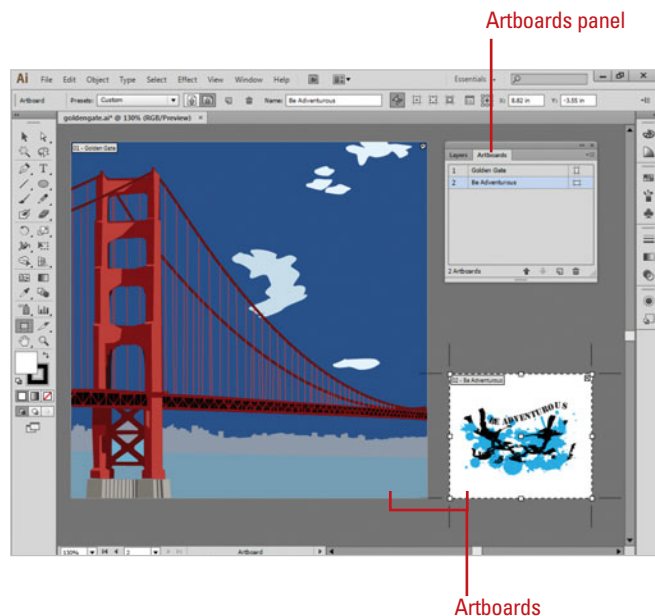 Artboards panel
Ai File Edit Object Type Select Effect View Window Help Br Essentials
Artboard Presets: Custom Name: Be Adventurous X: 8.82 in Y: -3.55 in
goldengate.ai* @ 130% (RGB/Preview) ×
01 - Golden Gate
Layers Artboards
1 Golden Gate
2 Be Adventurous
2 Artboards
02 - Be Adventurous
BE ADVENTUROUS
130% 2 Artboard
Artboards